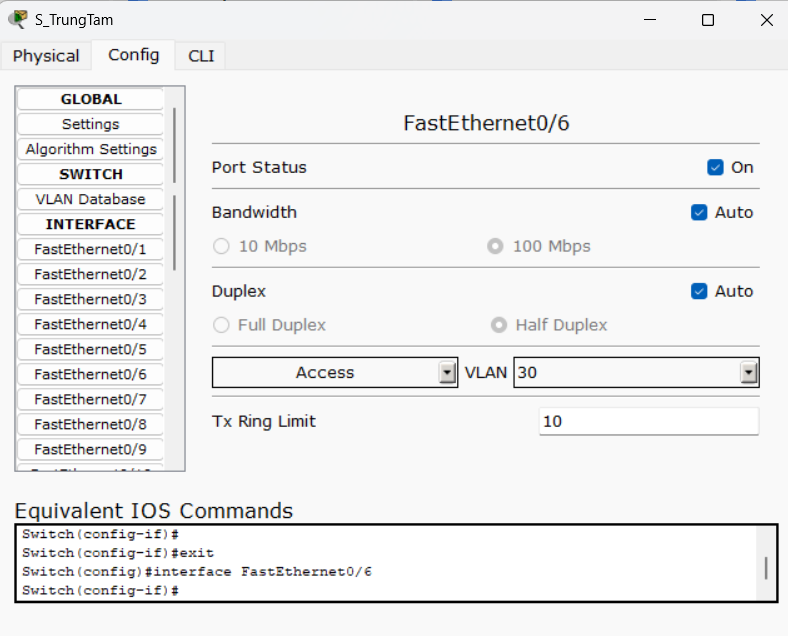 S_TrungTam
Physical Config CLI
GLOBAL
Settings
Algorithm Settings
SWITCH
VLAN Database
INTERFACE
FastEthernet0/1
FastEthernet0/2
FastEthernet0/3
FastEthernet0/4
FastEthernet0/5
FastEthernet0/6
FastEthernet0/7
FastEthernet0/8
FastEthernet0/9
FastEthernet0/6
Port Status On
Bandwidth Auto
10 Mbps 100 Mbps
Duplex Auto
Full Duplex Half Duplex
Access VLAN 30
Tx Ring Limit 10
Equivalent IOS Commands
Switch(config-if)#
Switch(config-if)#exit
Switch(config)#interface FastEthernet0/6
Switch(config-if)#